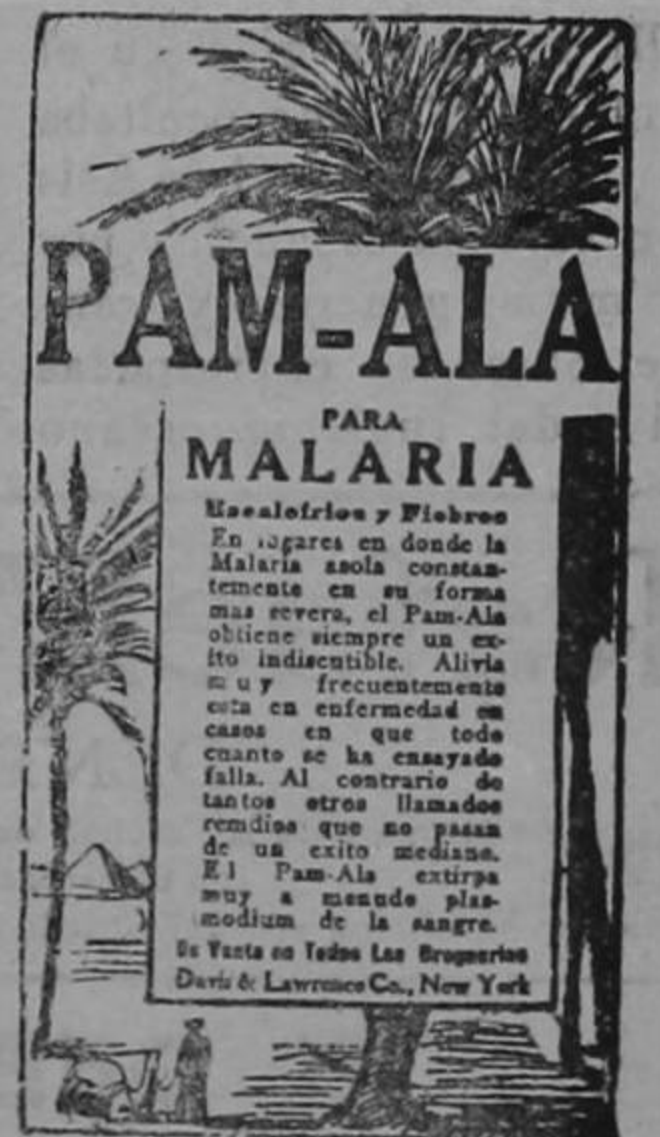 PAM-ALA
PARA
MALARIA
Escalofrios y Fiebres
En lugares en donde la
Malaria asola constan-
temente en su forma
mas severa, el Pam-Ala
obtiene siempre un ex-
ito indiscutible. Alivia
muy frecuentemente
esta en enfermedad en
casos en que todo
cuanto se ha ensayado
falla. Al contrario de
tantos otros llamados
remdios que no pasan
de un exito mediano.
El Pam-Ala extirpa
muy a menudo plas-
modium de la sangre.
De Venta en Todas Las Droguerias
Davis & Lawrence Co., New York